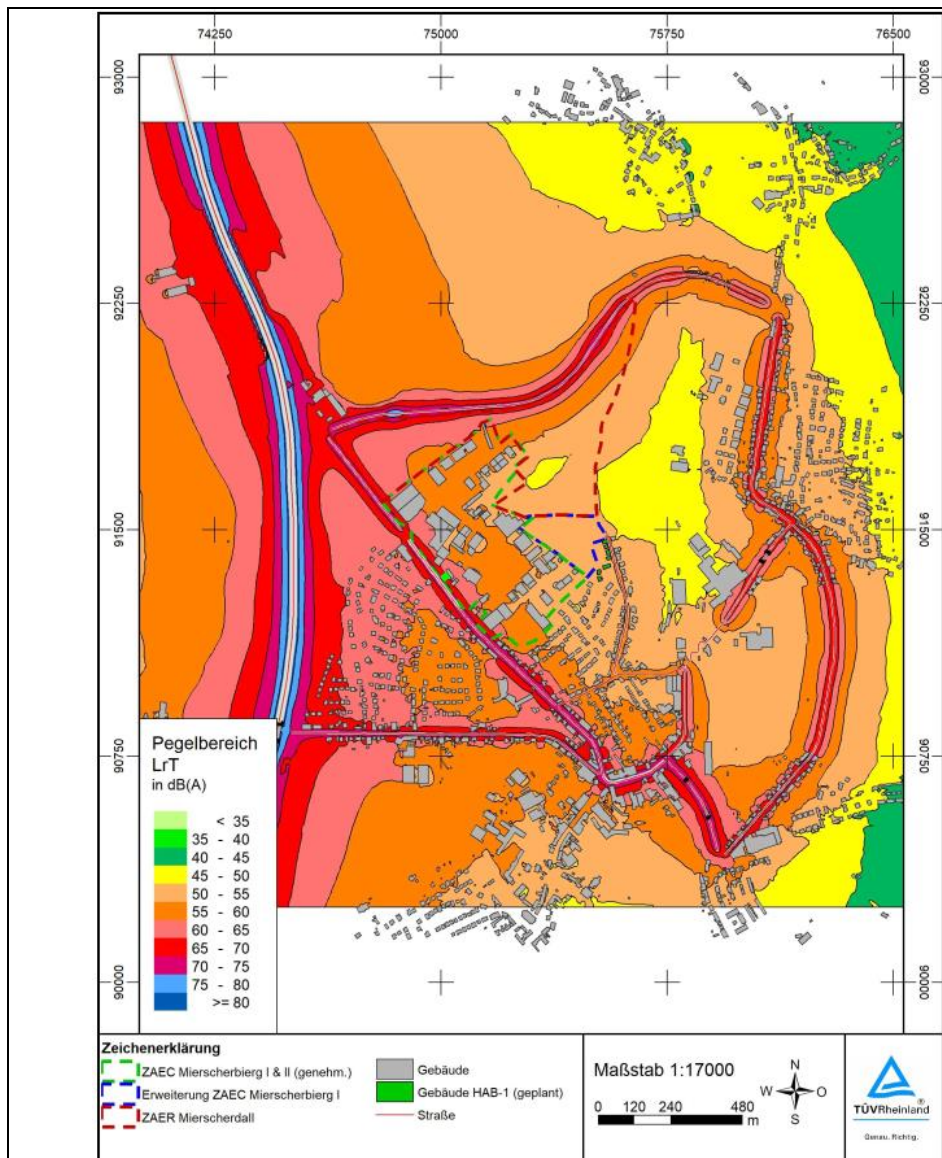 74250 75000 75750 76500
93000 93000
92250 92250
91500 91500
90750 90750
90000 90000
Pegelbereich
LrT
in dB(A)
< 35
35 - 40
40 - 45
45 - 50
50 - 55
55 - 60
60 - 65
65 - 70
70 - 75
75 - 80
>= 80
Zeichenerklärung
ZAEC Mierscherbierg I & II (genehm.)
Erweiterung ZAEC Mierscherbierg I
ZAER Mierscherdall
Gebäude
Gebäude HAB-1 (geplant)
Straße
Maßstab 1:17000
0 120 240 480
m
N
W O
S
TÜVRheinland
Genau. Richtig.